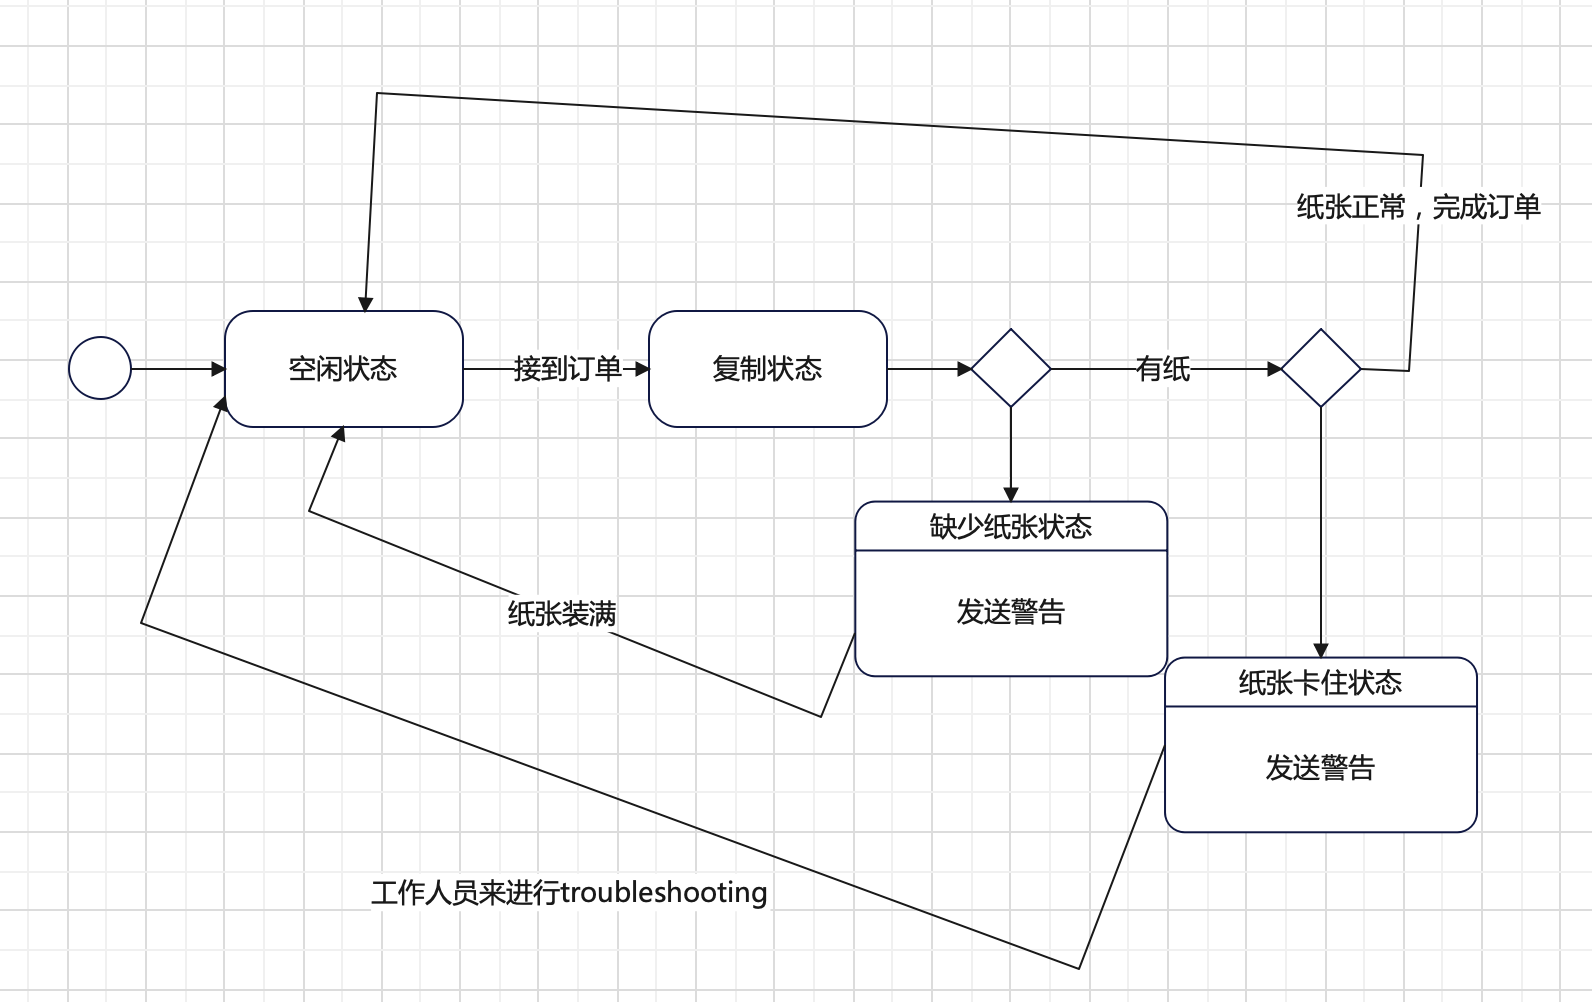 纸张正常，完成订单
空闲状态
接到订单
复制状态
有纸
缺少纸张状态
发送警告
纸张装满
纸张卡住状态
发送警告
工作人员来进行troubleshooting